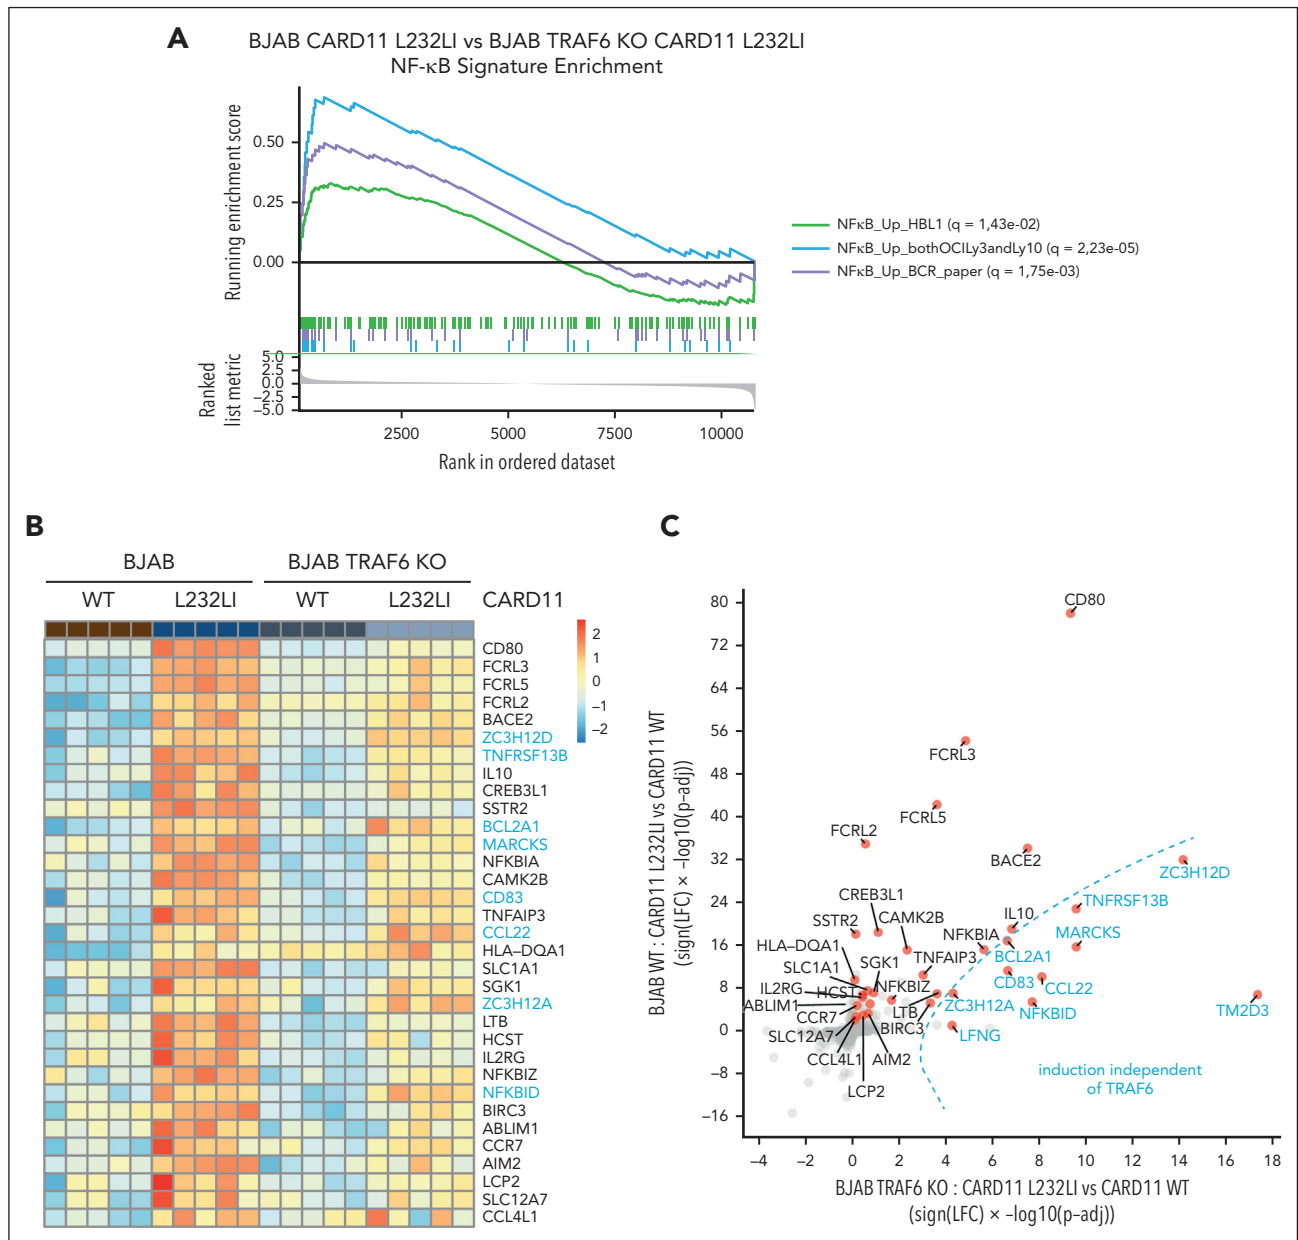 A
BJAB CARD11 L232LI vs BJAB TRAF6 KO CARD11 L232LI
NF-κB Signature Enrichment
Running enrichment score
0.50
0.25
0.00
NFκB_Up_HBL1 (q = 1,43e-02)
NFκB_Up_bothOCILy3andLy10 (q = 2,23e-05)
NFκB_Up_BCR_paper (q = 1,75e-03)
Ranked
list metric
5.0
2.5
0.0
−2.5
−5.0
2500
5000
7500
10000
Rank in ordered dataset
B
BJAB
BJAB TRAF6 KO
WT
L232LI
WT
L232LI
CARD11
CD80
FCRL3
FCRL5
FCRL2
BACE2
ZC3H12D
TNFRSF13B
IL10
CREB3L1
SSTR2
BCL2A1
MARCKS
NFKBIA
CAMK2B
CD83
TNFAIP3
CCL22
HLA−DQA1
SLC1A1
SGK1
ZC3H12A
LTB
HCST
IL2RG
NFKBIZ
NFKBID
BIRC3
ABLIM1
CCR7
AIM2
LCP2
SLC12A7
CCL4L1
2
1
0
−1
−2
C
BJAB WT : CARD11 L232LI vs CARD11 WT
(sign(LFC) × −log10(p−adj))
80
72
64
56
48
40
32
24
16
8
0
−8
−16
CD80
FCRL3
FCRL5
FCRL2
BACE2
ZC3H12D
TNFRSF13B
CREB3L1
IL10
SSTR2
CAMK2B
NFKBIA
MARCKS
HLA−DQA1
TNFAIP3
BCL2A1
SLC1A1
SGK1
CD83
CCL22
IL2RG
HCST
NFKBIZ
TM2D3
ABLIM1
LTB
ZC3H12A
NFKBID
CCR7
BIRC3
SLC12A7
LFNG
CCL4L1
AIM2
LCP2
induction independent
of TRAF6
−4
−2
0
2
4
6
8
10
12
14
16
18
BJAB TRAF6 KO : CARD11 L232LI vs CARD11 WT
(sign(LFC) × −log10(p−adj))